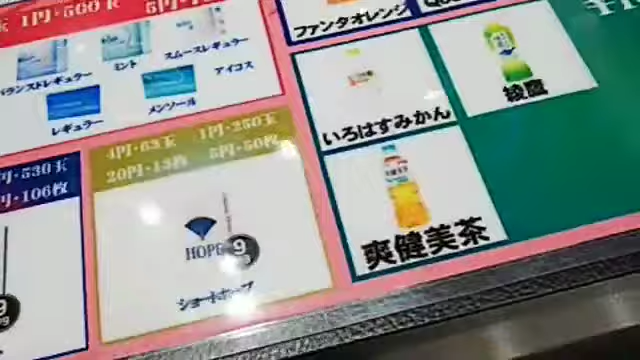 1円・500玉
ファンタオレンジ
スムースレギュラー
ミント
バランストレギュラー
アイコス
メンソール
レギュラー
いろはすみかん
綾鷹
4円・63玉 1円・250玉
20円・13枚 5円・50枚
円・530玉
円・106枚
HOPE 9
ショートホープ
爽健美茶